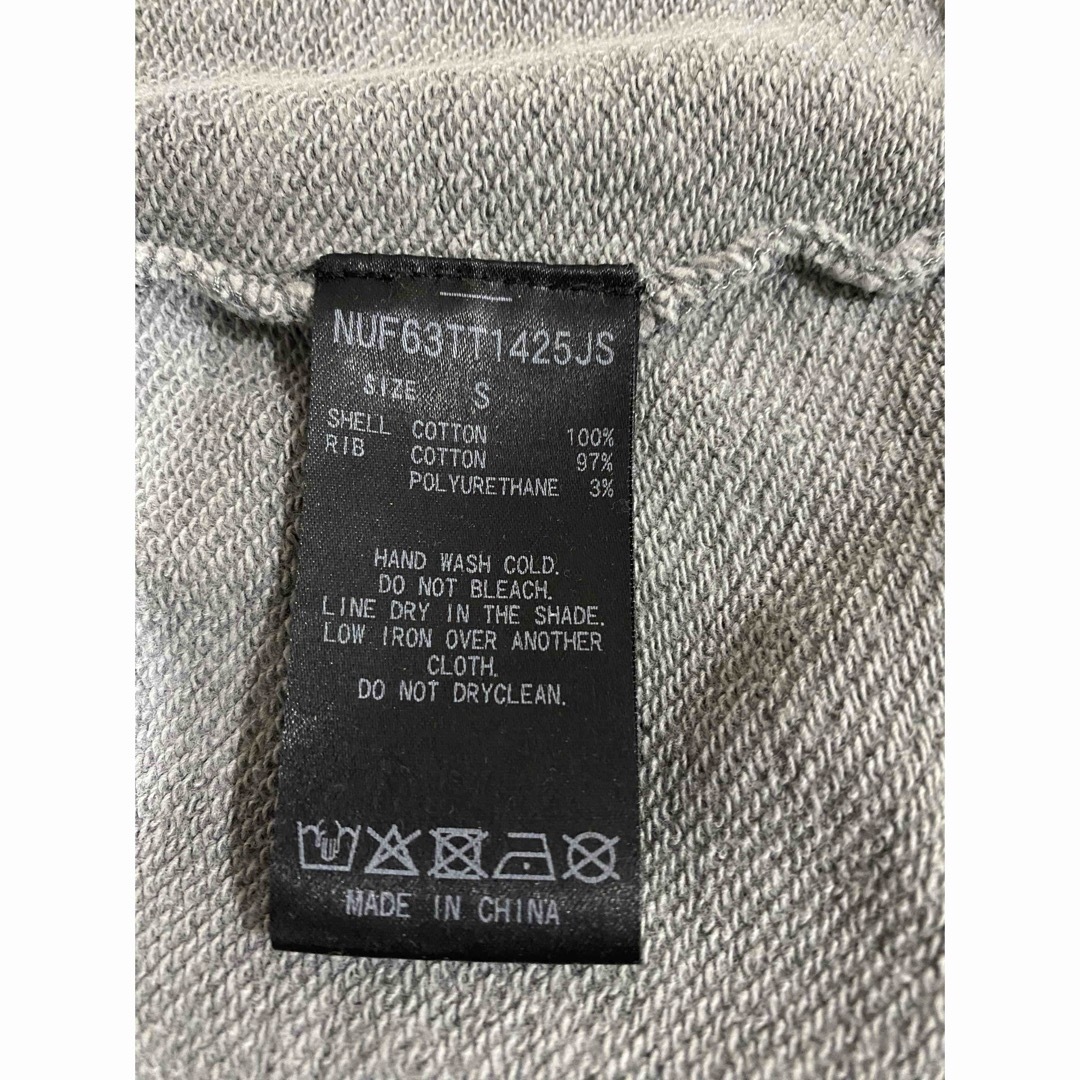 NUF63TT1425JS
SIZE S
SHELL COTTON 100%
RIB COTTON 97%
POLYURETHANE 3%
HAND WASH COLD.
DO NOT BLEACH.
LINE DRY IN THE SHADE.
LOW IRON OVER ANOTHER
CLOTH.
DO NOT DRYCLEAN.
MADE IN CHINA